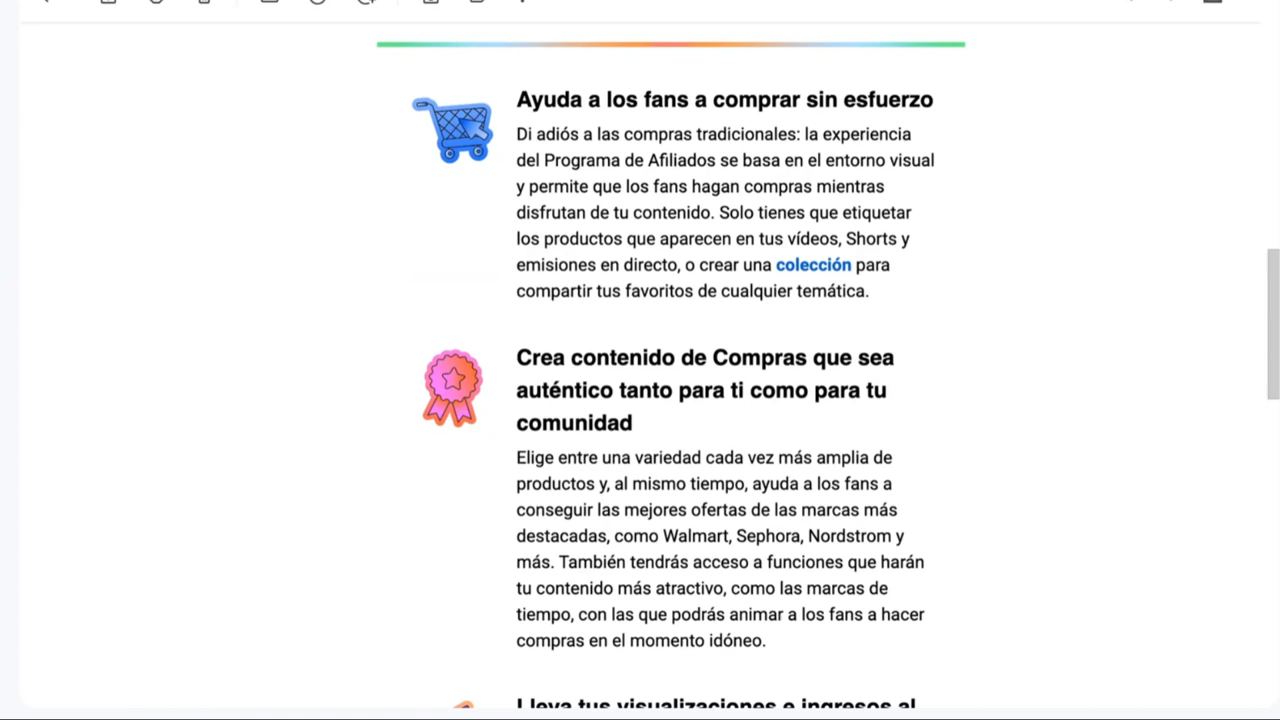 Ayuda a los fans a comprar sin esfuerzo
Di adiós a las compras tradicionales: la experiencia
del Programa de Afiliados se basa en el entorno visual
y permite que los fans hagan compras mientras
disfrutan de tu contenido. Solo tienes que etiquetar
los productos que aparecen en tus vídeos, Shorts y
emisiones en directo, o crear una colección para
compartir tus favoritos de cualquier temática.
Crea contenido de Compras que sea
auténtico tanto para ti como para tu
comunidad
Elige entre una variedad cada vez más amplia de
productos y, al mismo tiempo, ayuda a los fans a
conseguir las mejores ofertas de las marcas más
destacadas, como Walmart, Sephora, Nordstrom y
más. También tendrás acceso a funciones que harán
tu contenido más atractivo, como las marcas de
tiempo, con las que podrás animar a los fans a hacer
compras en el momento idóneo.
Lleva tus visualizaciones e ingresos al